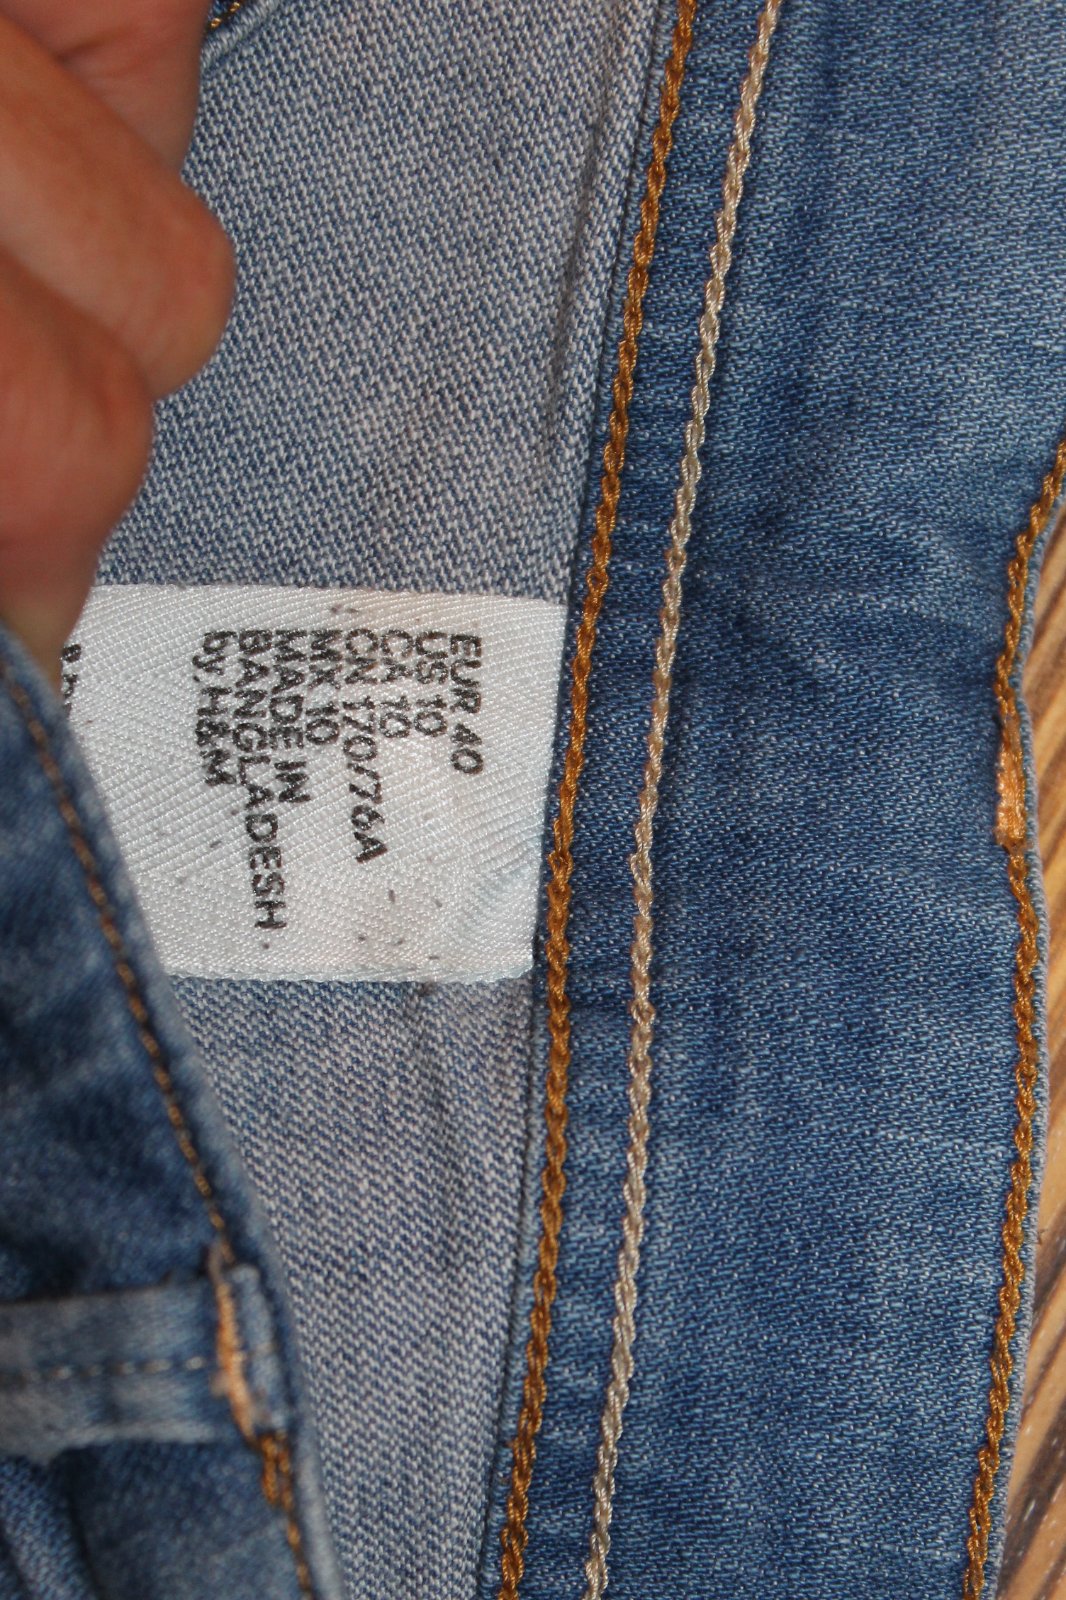 EUR 40
US 10
CA 10
CN 170/76A
MX 10
MADE IN
BANGLADESH
by H&M